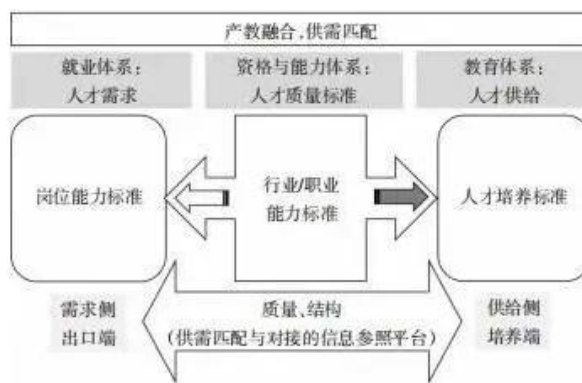 产教融合,供需匹配
就业体系:
人才需求
资格与能力体系:
人才质量标准
教育体系:
人才供给
岗位能力标准
行业/职业
能力标准
人才培养标准
需求侧
出口端
质量、结构
(供需匹配与对接的信息参照平台)
供给侧
培养端